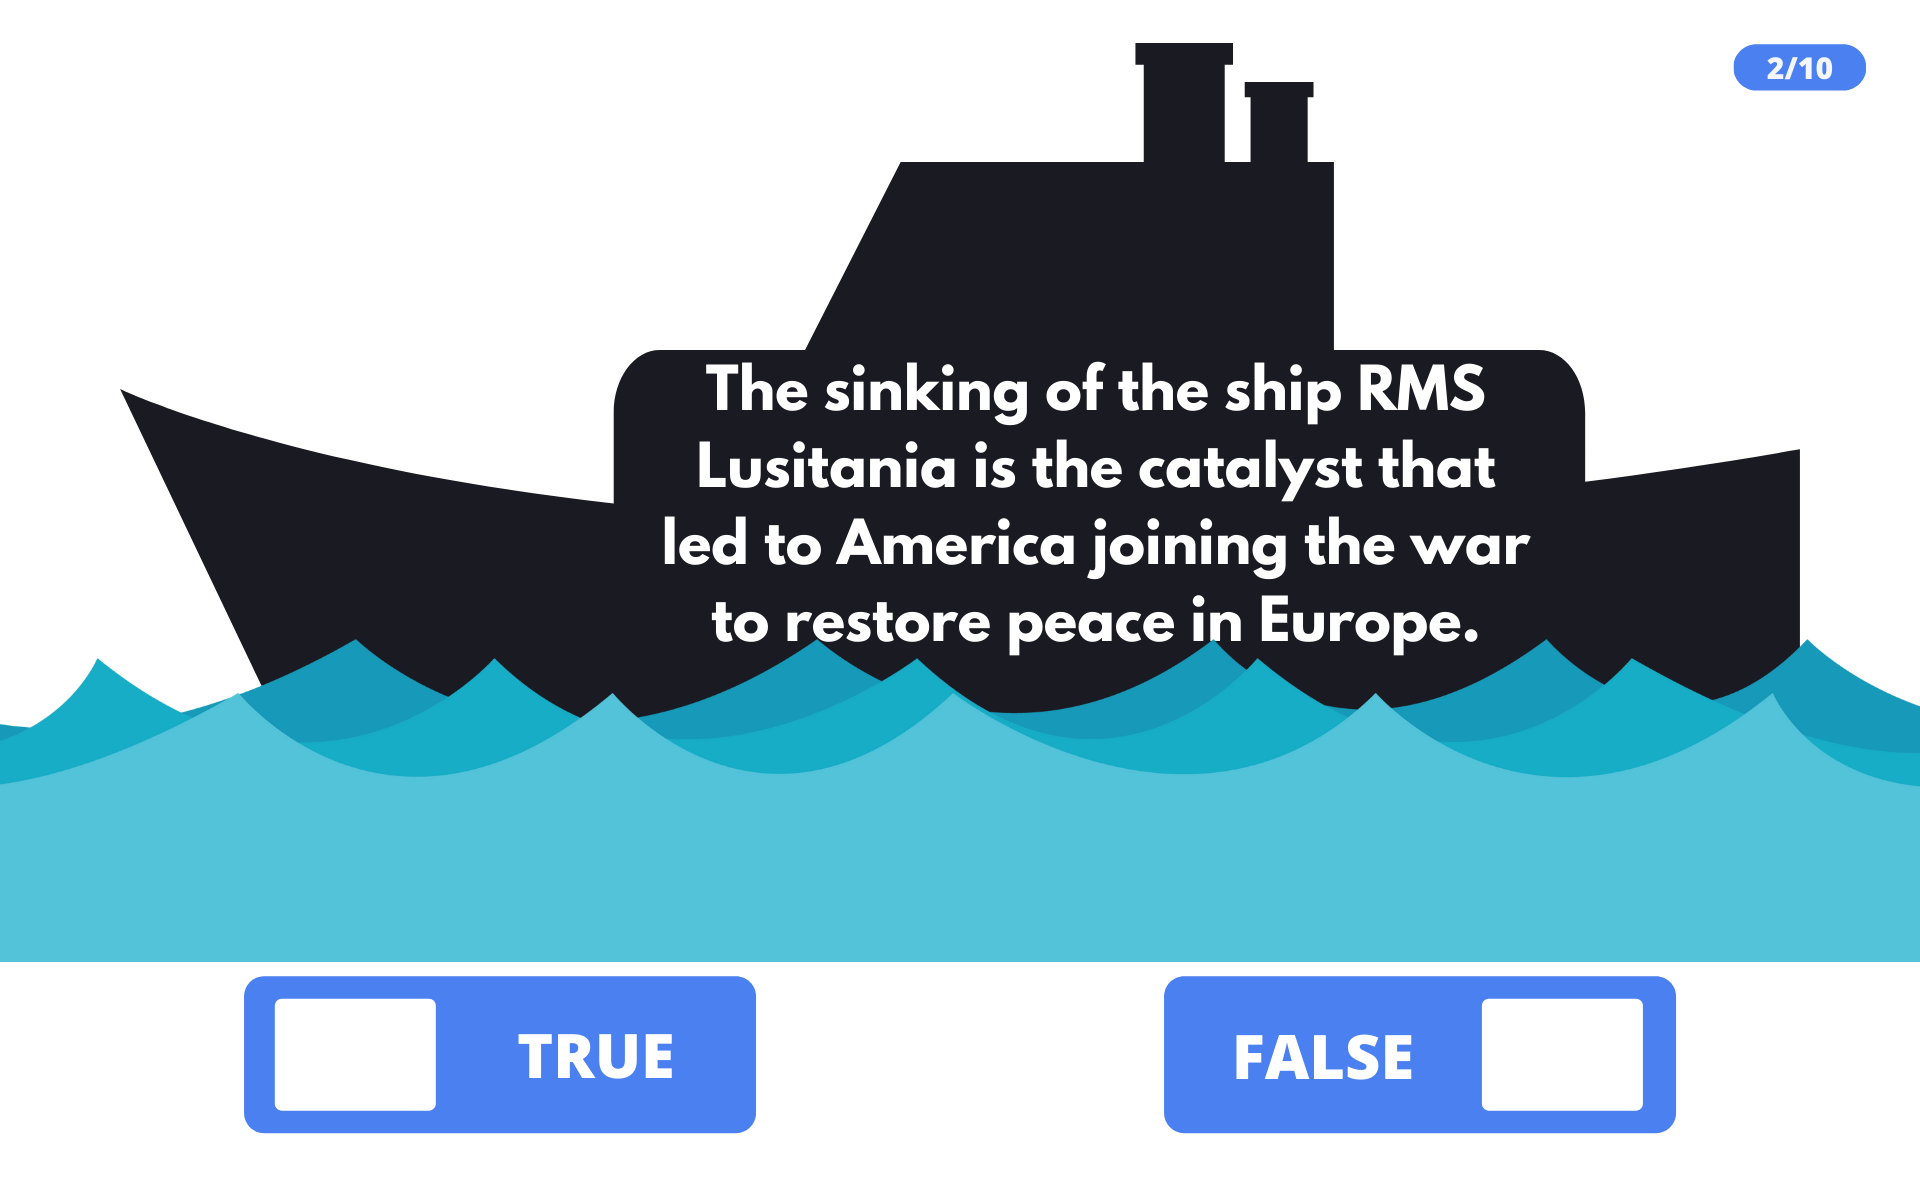 2/10
The sinking of the ship RMS
Lusitania is the catalyst that
led to America joining the war
to restore peace in Europe.
TRUE
FALSE